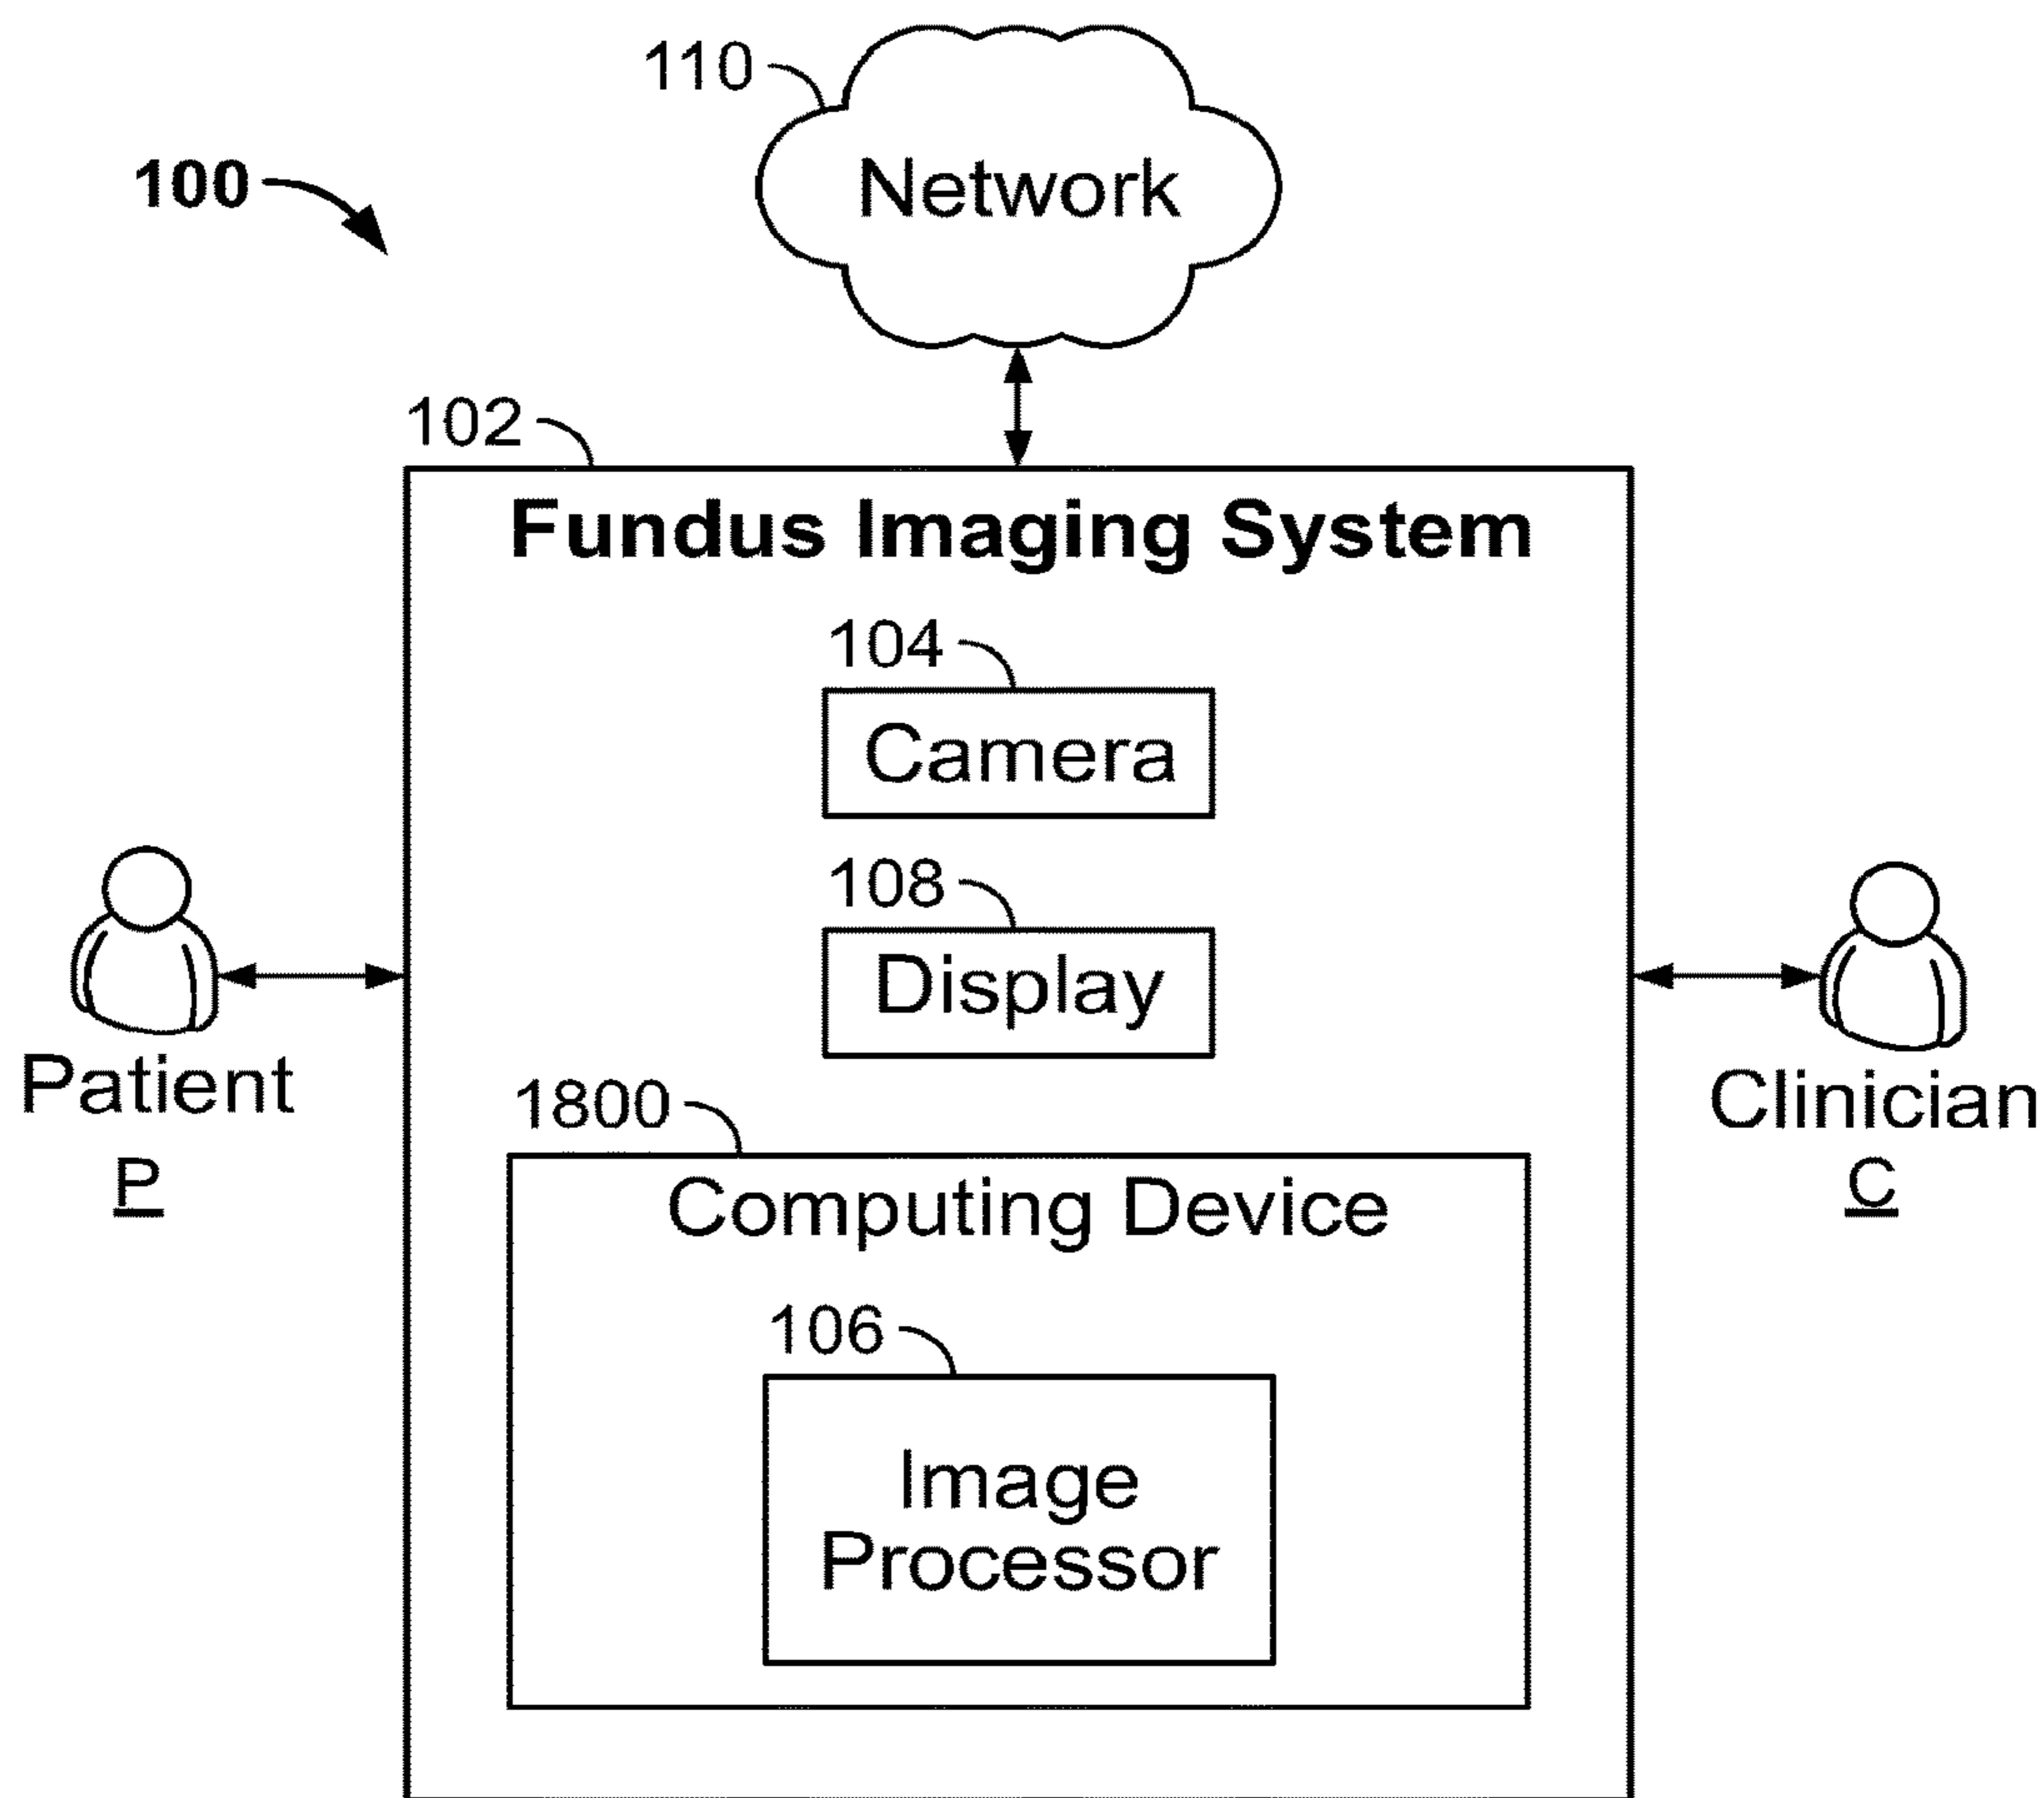 110
Network
100
102
Fundus Imaging System
104
Camera
108
Display
Patient
P
Clinician
C
1800
Computing Device
106
Image
Processor